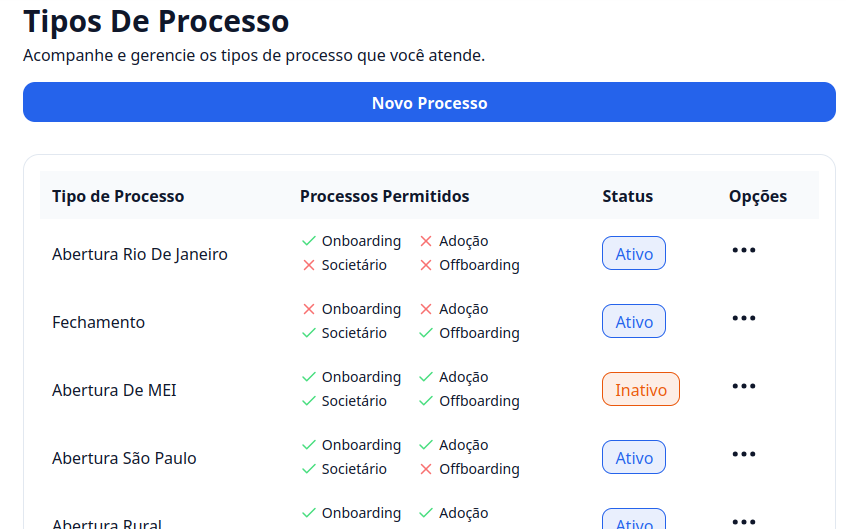 Tipos De Processo
Acompanhe e gerencie os tipos de processo que você atende.
Novo Processo
Tipo de Processo Processos Permitidos Status Opções
Abertura Rio De Janeiro
Onboarding Adoção
Societário Offboarding
Ativo
Fechamento
Onboarding Adoção
Societário Offboarding
Ativo
Abertura De MEI
Onboarding Adoção
Societário Offboarding
Inativo
Abertura São Paulo
Onboarding Adoção
Societário Offboarding
Ativo
Abertura Rural
Onboarding Adoção
Ativo